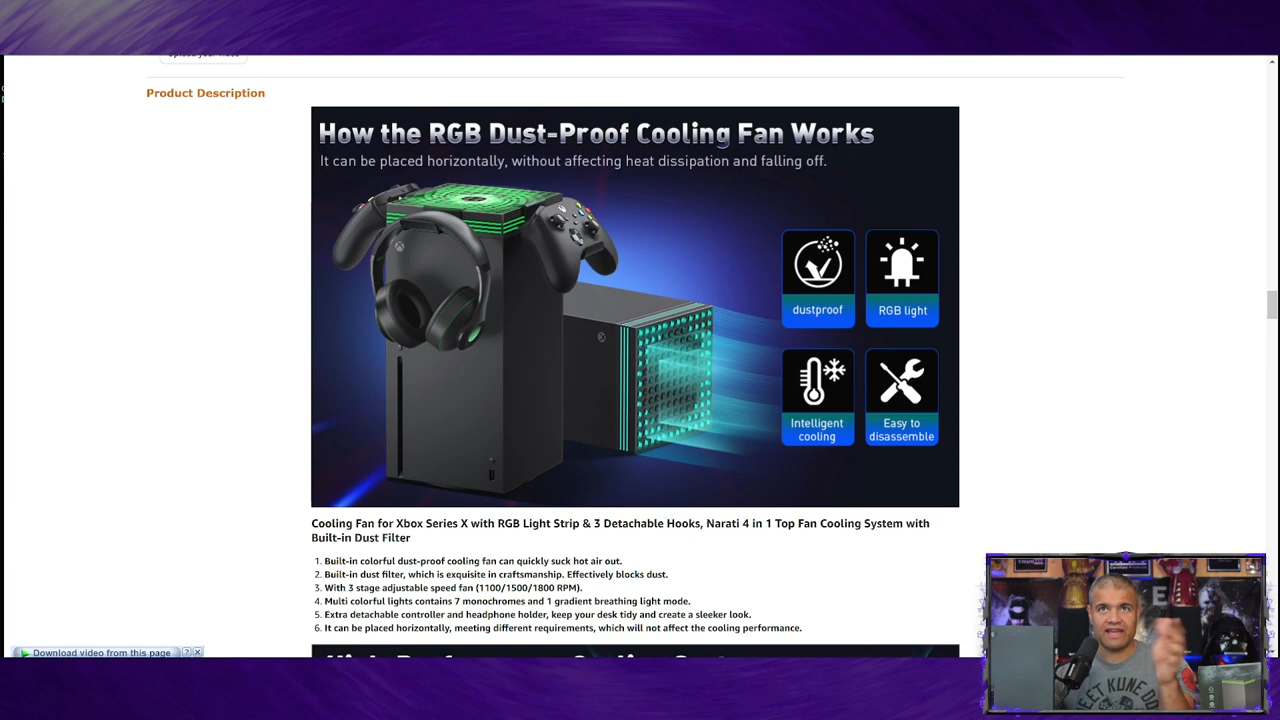 Upload your video
Product Description
How the RGB Dust-Proof Cooling Fan Works
It can be placed horizontally, without affecting heat dissipation and falling off.
dustproof
RGB light
Intelligent
cooling
Easy to
disassemble
Cooling Fan for Xbox Series X with RGB Light Strip & 3 Detachable Hooks, Narati 4 in 1 Top Fan Cooling System with
Built-in Dust Filter
1. Built-in colorful dust-proof cooling fan can quickly suck hot air out.
2. Built-in dust filter, which is exquisite in craftsmanship. Effectively blocks dust.
3. With 3 stage adjustable speed fan (1100/1500/1800 RPM).
4. Multi colorful lights contains 7 monochromes and 1 gradient breathing light mode.
5. Extra detachable controller and headphone holder, keep your desk tidy and create a sleeker look.
6. It can be placed horizontally, meeting different requirements, which will not affect the cooling performance.
Download video from this page ? X